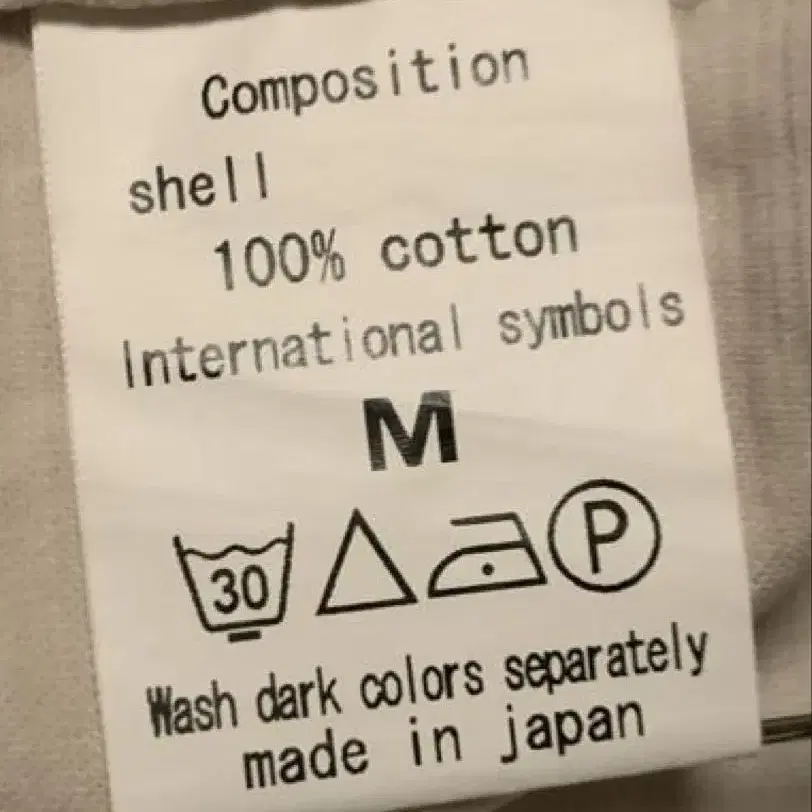 Composition
shell
100% cotton
International symbols
M
30 P
Wash dark colors separately
made in japan